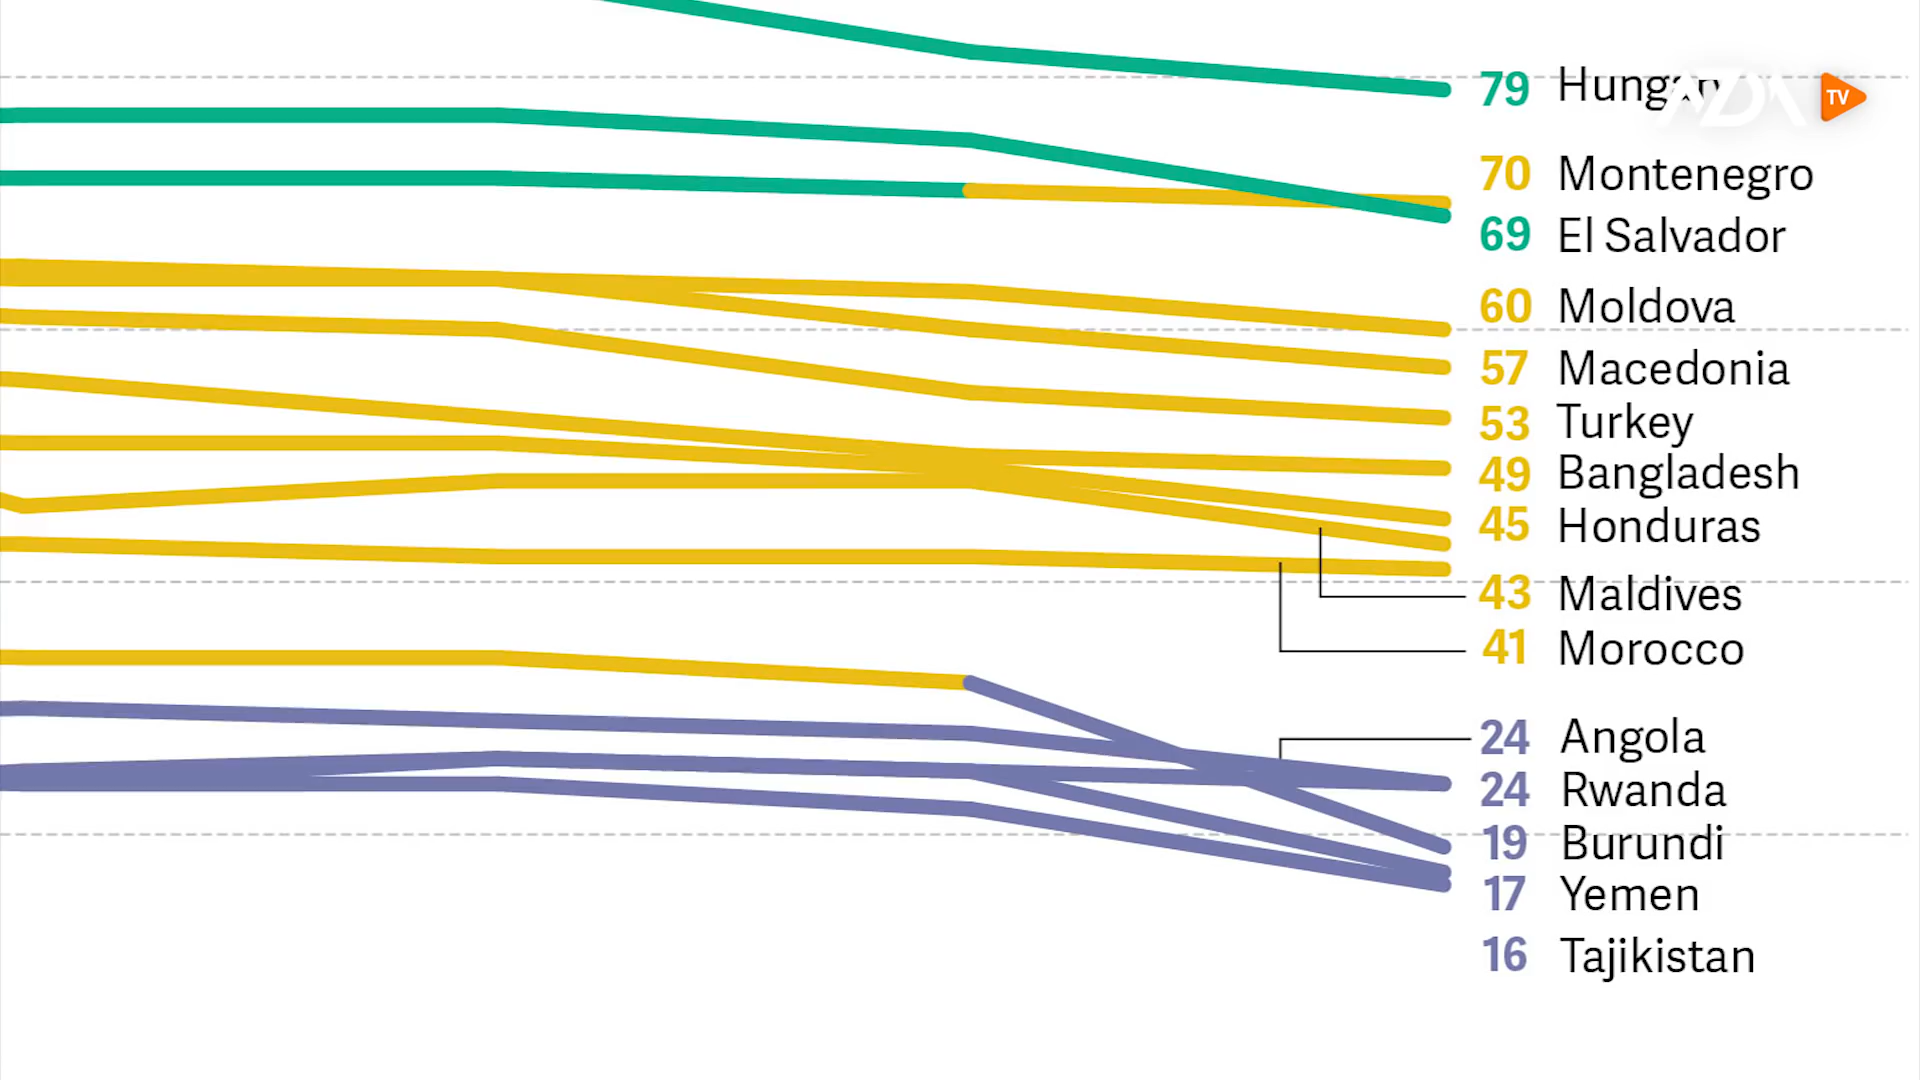 79 Hungary
TV
70 Montenegro
69 El Salvador
60 Moldova
57 Macedonia
53 Turkey
49 Bangladesh
45 Honduras
43 Maldives
41 Morocco
24 Angola
24 Rwanda
19 Burundi
17 Yemen
16 Tajikistan